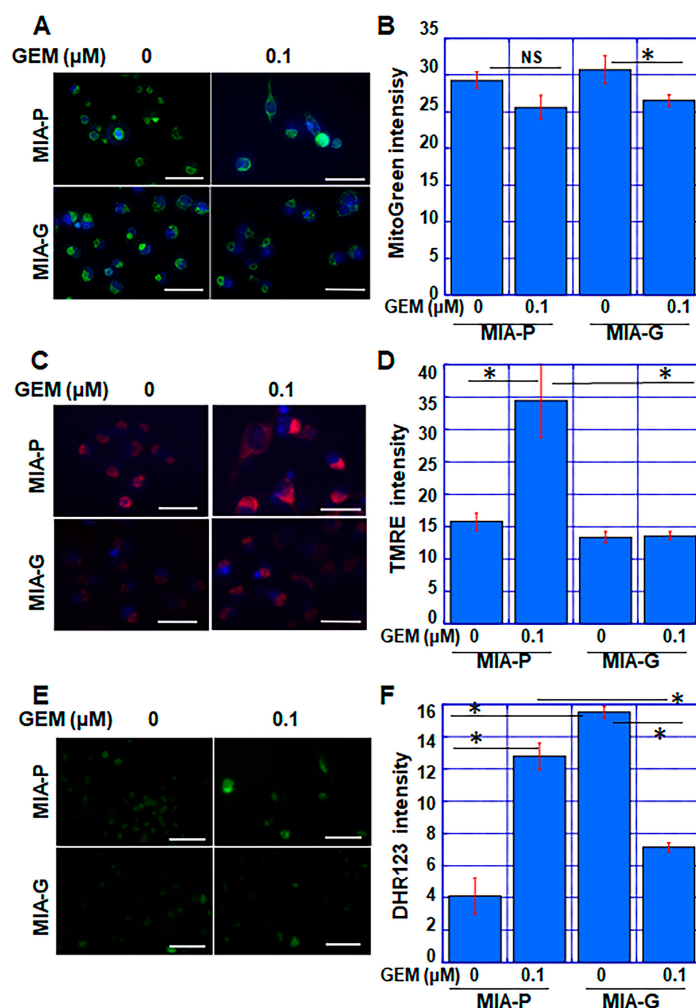 A
GEM (μM) 0 0.1
MIA-P
MIA-G
B
MitoGreen intensisy
35
30
25
20
15
10
5
0
NS
*
GEM (μM) 0 0.1 0 0.1
MIA-P MIA-G
C
GEM (μM) 0 0.1
MIA-P
MIA-G
D
TMRE intensity
40
35
30
25
20
15
10
5
0
* *
GEM (μM) 0 0.1 0 0.1
MIA-P MIA-G
E
GEM (μM) 0 0.1
MIA-P
MIA-G
F
DHR123 intensity
16
14
12
10
8
6
4
2
0
*
*
*
*
GEM (μM) 0 0.1 0 0.1
MIA-P MIA-G